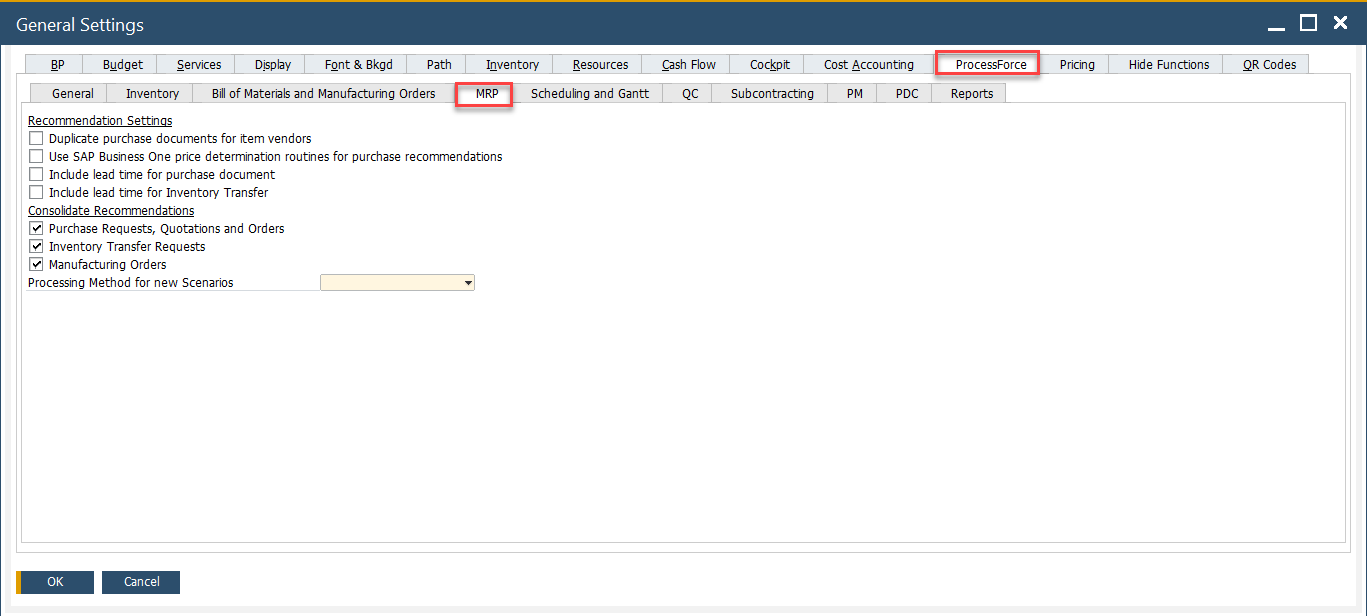 General Settings
BP Budget Services Display Font & Bkgd Path Inventory Resources Cash Flow Cockpit Cost Accounting ProcessForce Pricing Hide Functions QR Codes
General Inventory Bill of Materials and Manufacturing Orders MRP Scheduling and Gantt QC Subcontracting PM PDC Reports
Recommendation Settings
Duplicate purchase documents for item vendors
Use SAP Business One price determination routines for purchase recommendations
Include lead time for purchase document
Include lead time for Inventory Transfer
Consolidate Recommendations
Purchase Requests, Quotations and Orders
Inventory Transfer Requests
Manufacturing Orders
Processing Method for new Scenarios
OK Cancel